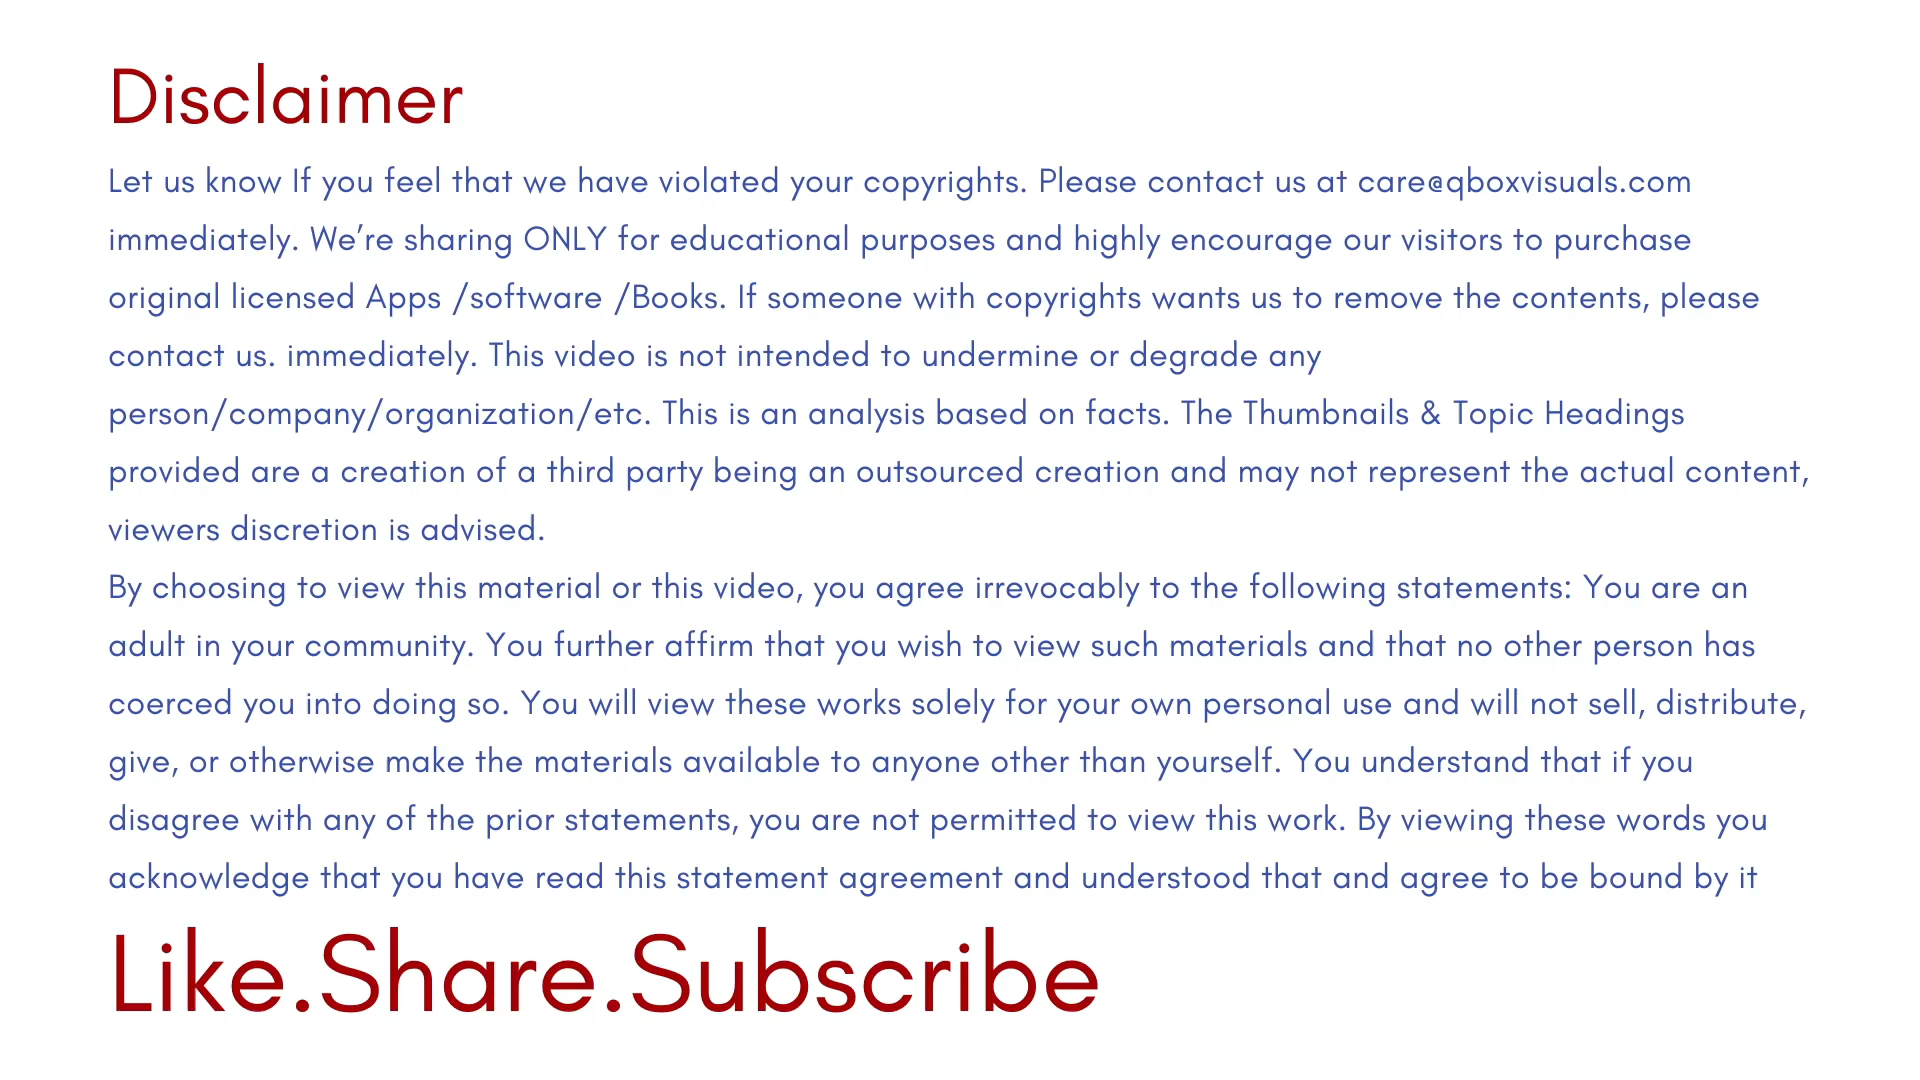 Disclaimer
Let us know If you feel that we have violated your copyrights. Please contact us at care@qboxvisuals.com
immediately. We’re sharing ONLY for educational purposes and highly encourage our visitors to purchase
original licensed Apps /software /Books. If someone with copyrights wants us to remove the contents, please
contact us. immediately. This video is not intended to undermine or degrade any
person/company/organization/etc. This is an analysis based on facts. The Thumbnails & Topic Headings
provided are a creation of a third party being an outsourced creation and may not represent the actual content,
viewers discretion is advised.
By choosing to view this material or this video, you agree irrevocably to the following statements: You are an
adult in your community. You further affirm that you wish to view such materials and that no other person has
coerced you into doing so. You will view these works solely for your own personal use and will not sell, distribute,
give, or otherwise make the materials available to anyone other than yourself. You understand that if you
disagree with any of the prior statements, you are not permitted to view this work. By viewing these words you
acknowledge that you have read this statement agreement and understood that and agree to be bound by it
Like.Share.Subscribe